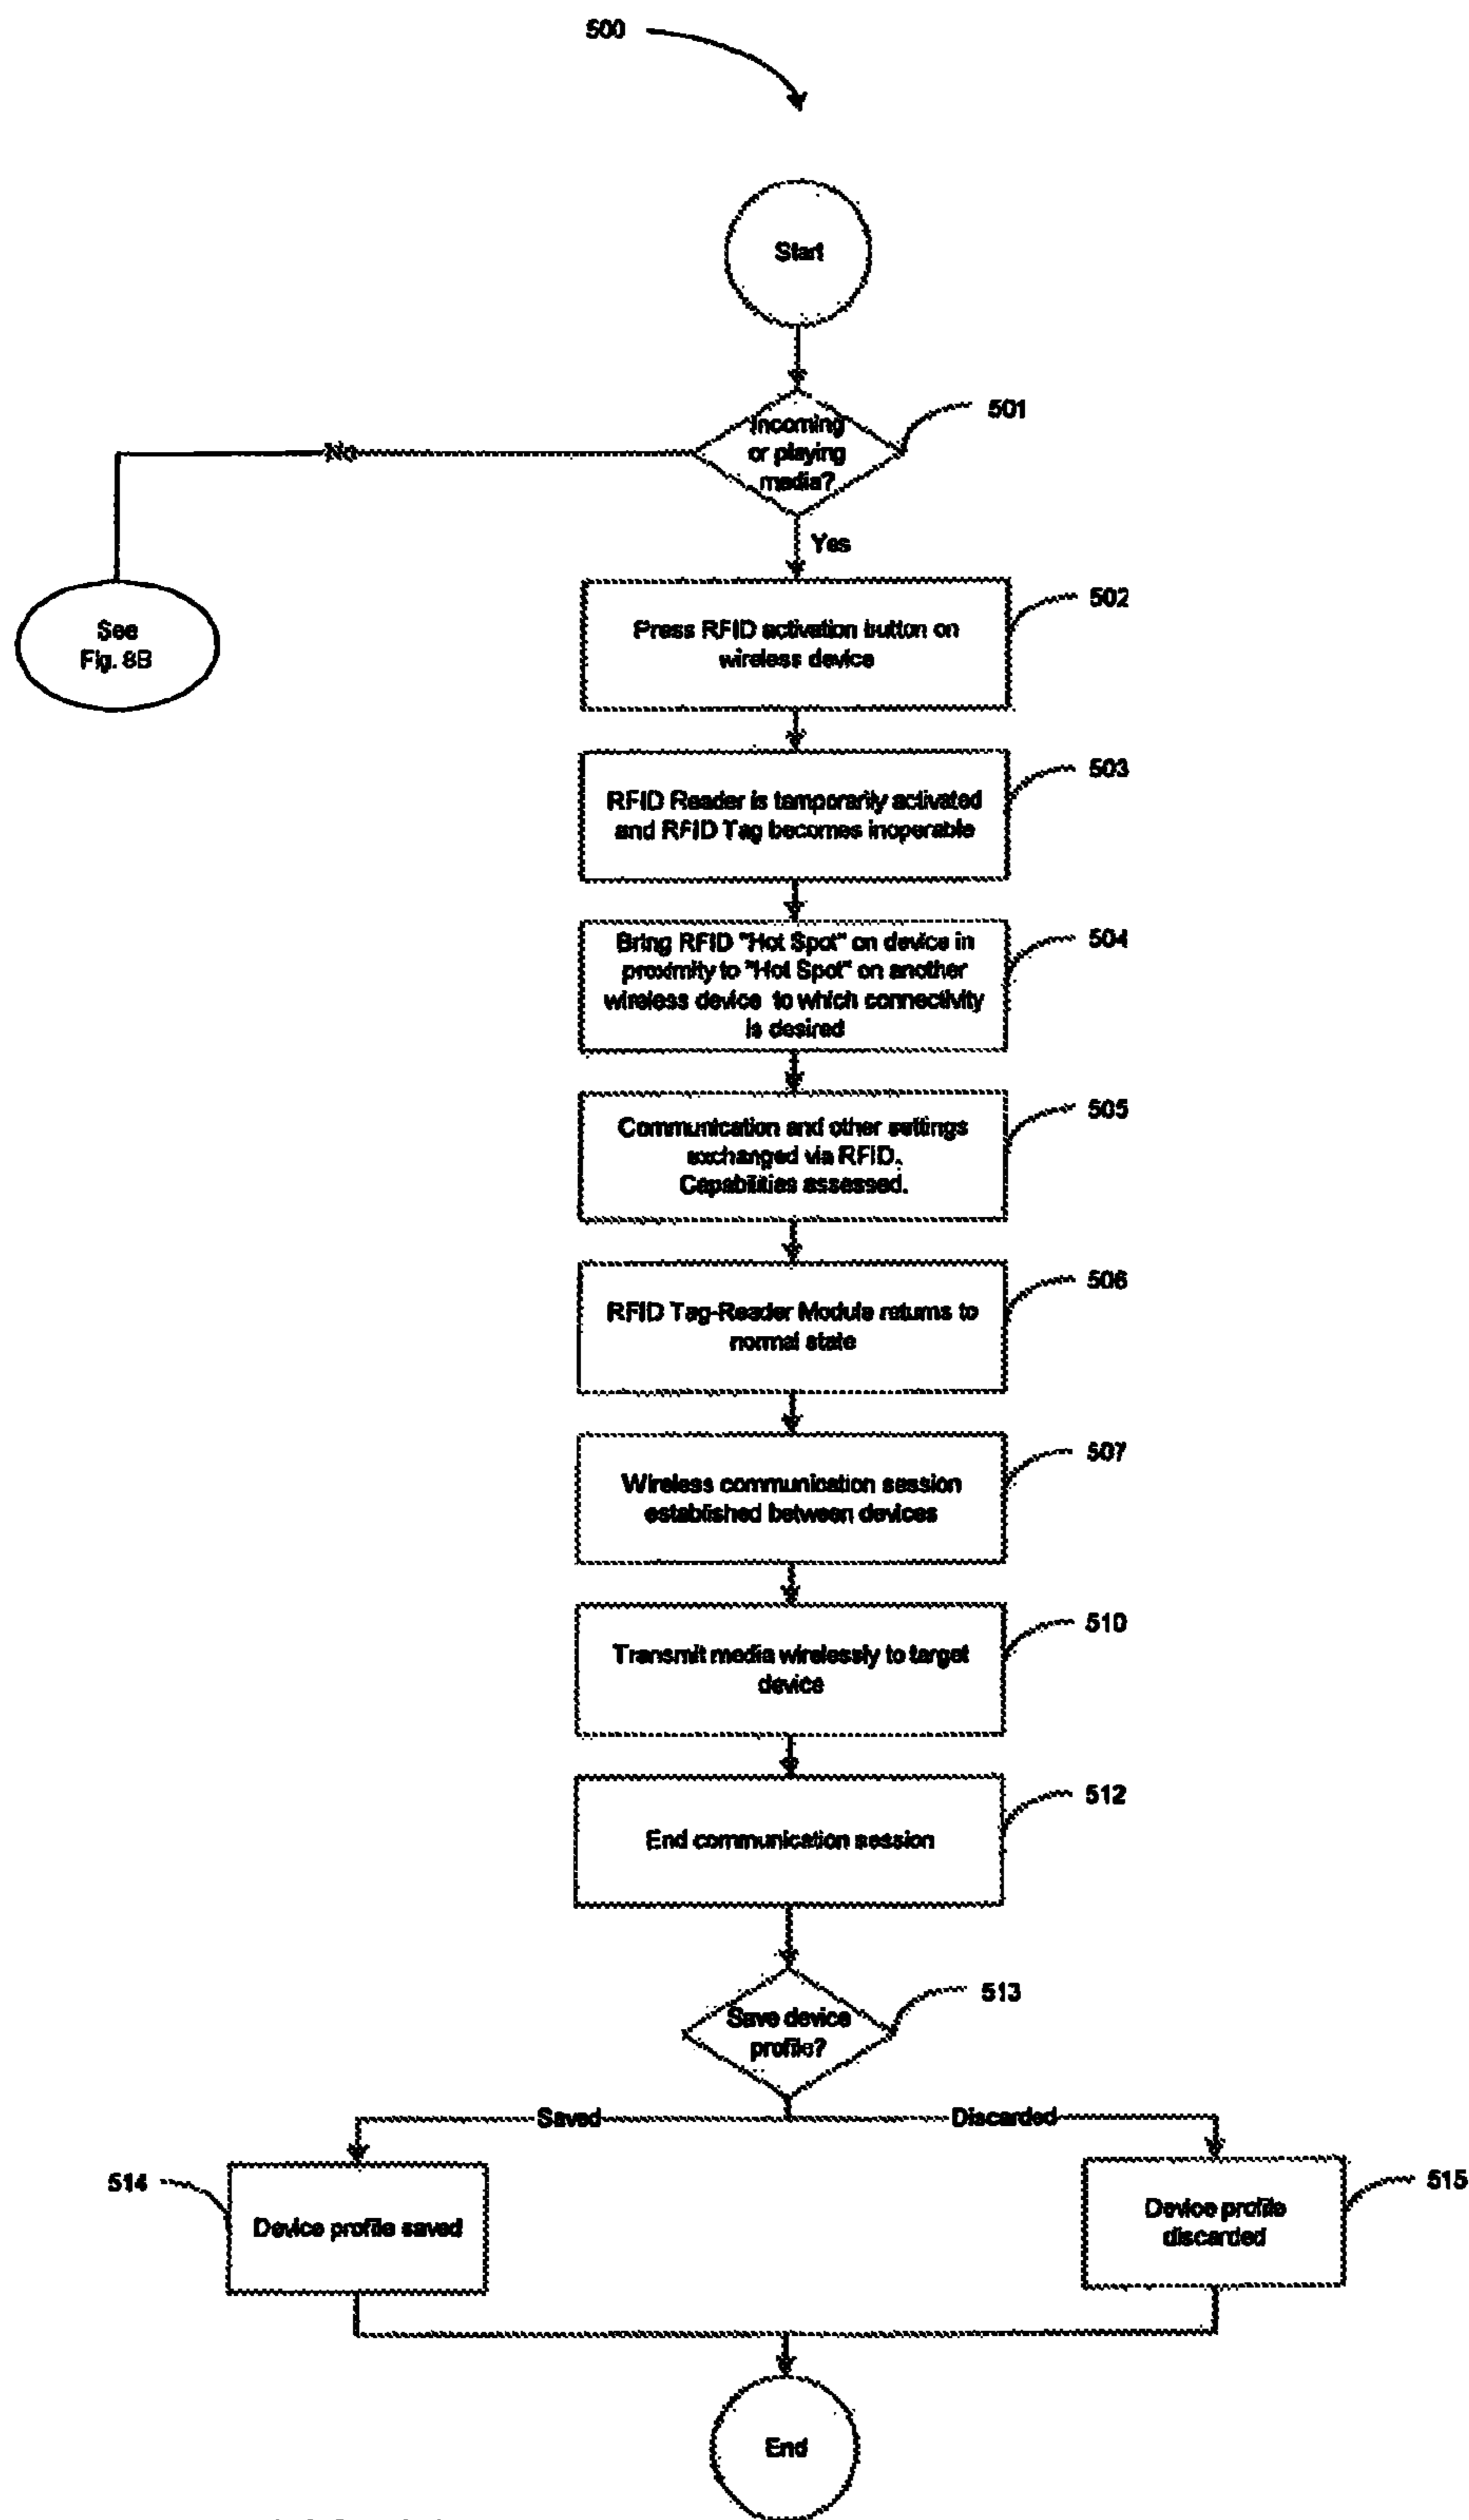 500
Start
501
Incoming
or playing
media?
No
Yes
See
Fig. 8B
502
Press RFID activation button on
wireless device
503
RFID Reader is temporarily activated
and RFID Tag becomes inoperable
504
Bring RFID "Hot Spot" on device in
proximity to "Hot Spot" on another
wireless device to which connectivity
is desired
505
Communication and other settings
exchanged via RFID.
Capabilities assessed.
506
RFID Tag-Reader Module returns to
normal state
507
Wireless communication session
established between devices
510
Transmit media wirelessly to target
device
512
End communication session
513
Save device
profile?
Saved
Discarded
514
Device profile saved
515
Device profile
discarded
End